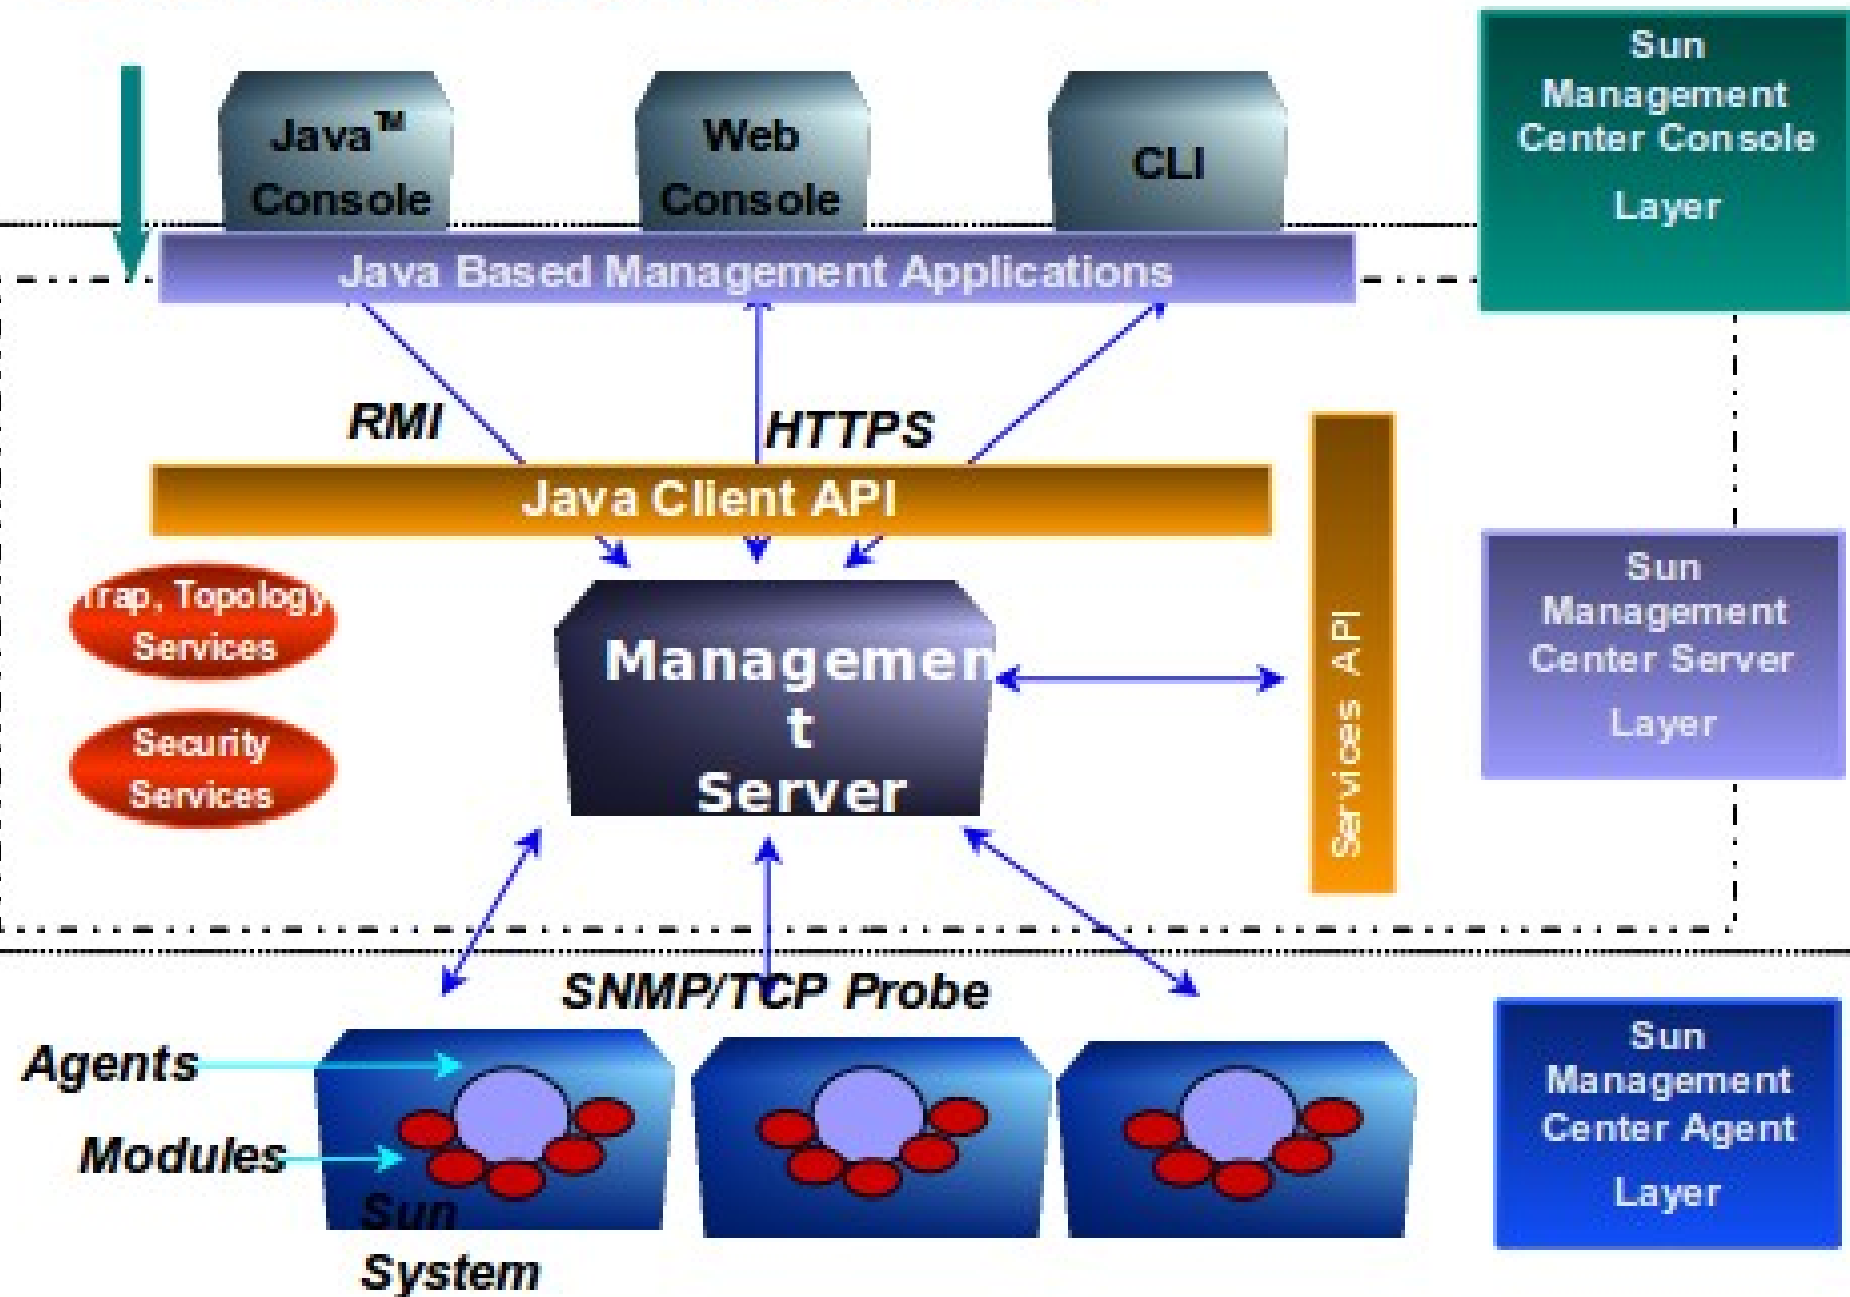 Java™
Console
Web
Console
CLI
Sun
Management
Center Console
Layer
Java Based Management Applications
RMI
HTTPS
Java Client API
Trap, Topology
Services
Security
Services
Managemen
t
Server
Services API
Sun
Management
Center Server
Layer
SNMP/TCP Probe
Agents
Modules
Sun
System
Sun
Management
Center Agent
Layer